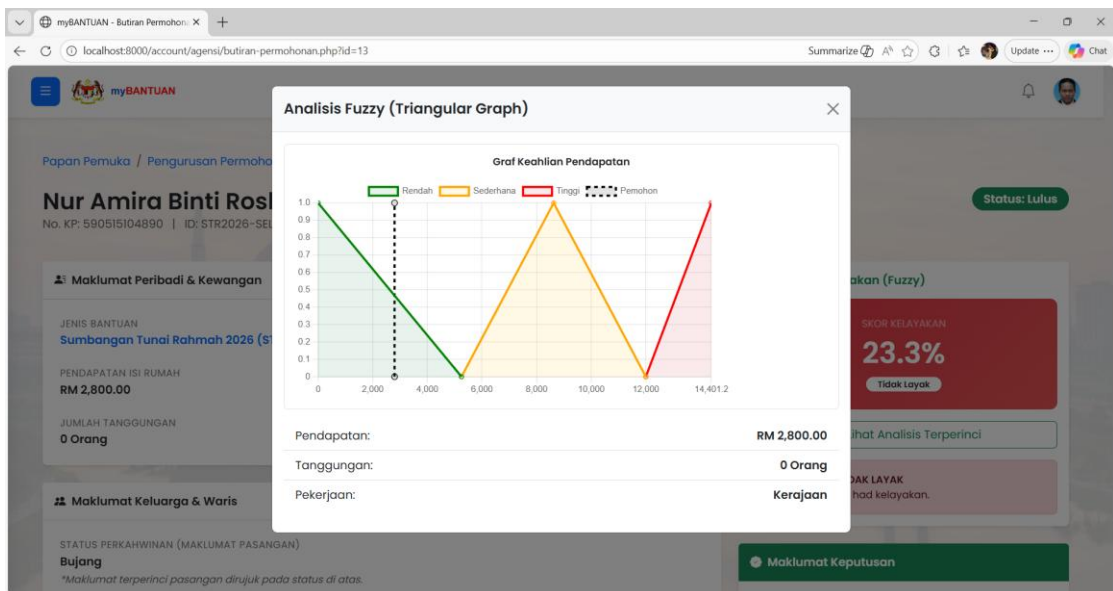 myBANTUAN - Butiran Permohon
localhost:8000/account/agensi/butiran-permohonan.php?id=13
Summarize
Update
Chat
myBANTUAN
Analisis Fuzzy (Triangular Graph)
Papan Pemuka / Pengurusan Permoho
Nur Amira Binti Rosl
No. KP: 590515104890 | ID: STR2026-SEL
Status: Lulus
Graf Keahlian Pendapatan
Rendah Sederhana Tinggi Pemohon
1.0
0.9
0.8
0.7
0.6
0.5
0.4
0.3
0.2
0.1
0
0 2,000 4,000 6,000 8,000 10,000 12,000 14,401.2
Pendapatan: RM 2,800.00
Tanggungan: 0 Orang
Pekerjaan: Kerajaan
Maklumat Peribadi & Kewangan
JENIS BANTUAN
Sumbangan Tunai Rahmah 2026 (ST
PENDAPATAN ISI RUMAH
RM 2,800.00
JUMLAH TANGGUNGAN
0 Orang
Maklumat Keluarga & Waris
STATUS PERKAHWINAN (MAKLUMAT PASANGAN)
Bujang
*Maklumat terperinci pasangan dirujuk pada status di atas.
akan (Fuzzy)
SKOR KELAYAKAN
23.3%
Tidak Layak
ihat Analisis Terperinci
DAK LAYAK
had kelayakan.
Maklumat Keputusan